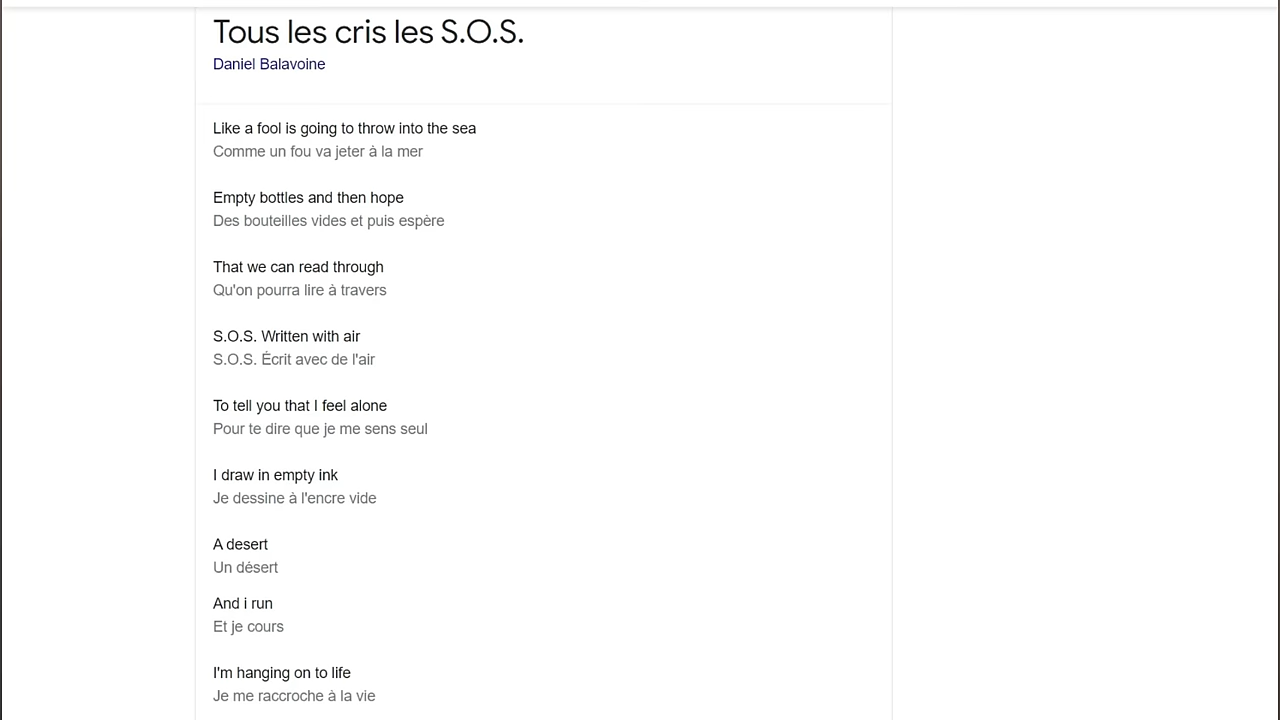 Tous les cris les S.O.S.
Daniel Balavoine
Like a fool is going to throw into the sea
Comme un fou va jeter à la mer
Empty bottles and then hope
Des bouteilles vides et puis espère
That we can read through
Qu'on pourra lire à travers
S.O.S. Written with air
S.O.S. Écrit avec de l'air
To tell you that I feel alone
Pour te dire que je me sens seul
I draw in empty ink
Je dessine à l'encre vide
A desert
Un désert
And i run
Et je cours
I'm hanging on to life
Je me raccroche à la vie